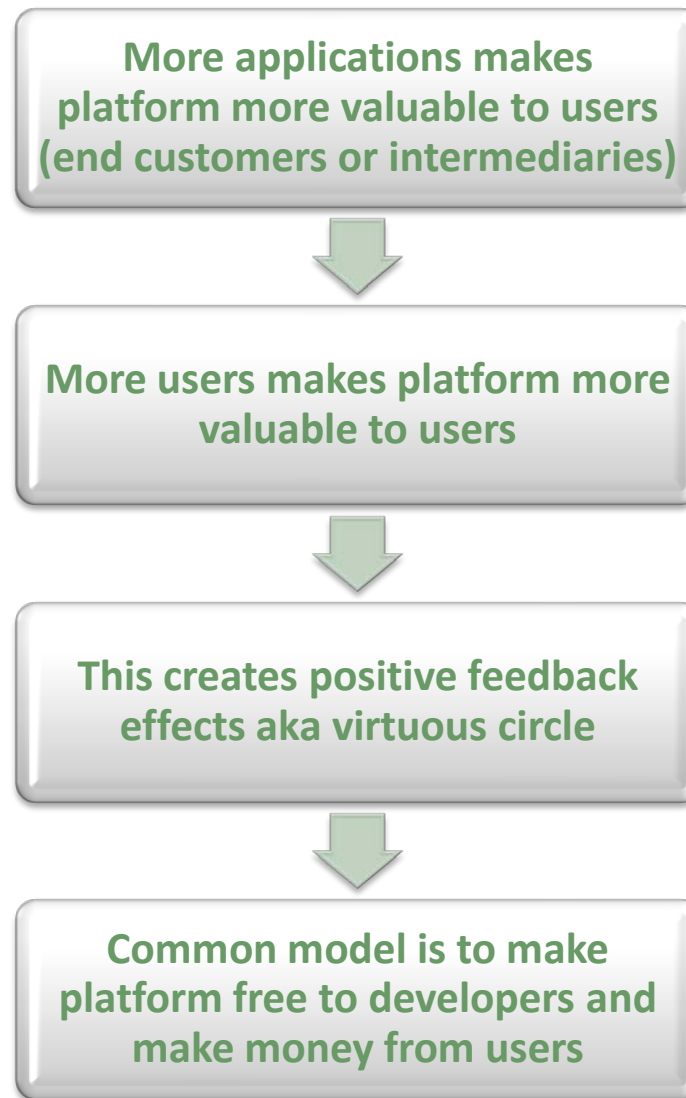 More applications makes
platform more valuable to users
(end customers or intermediaries)
More users makes platform more
valuable to users
This creates positive feedback
effects aka virtuous circle
Common model is to make
platform free to developers and
make money from users